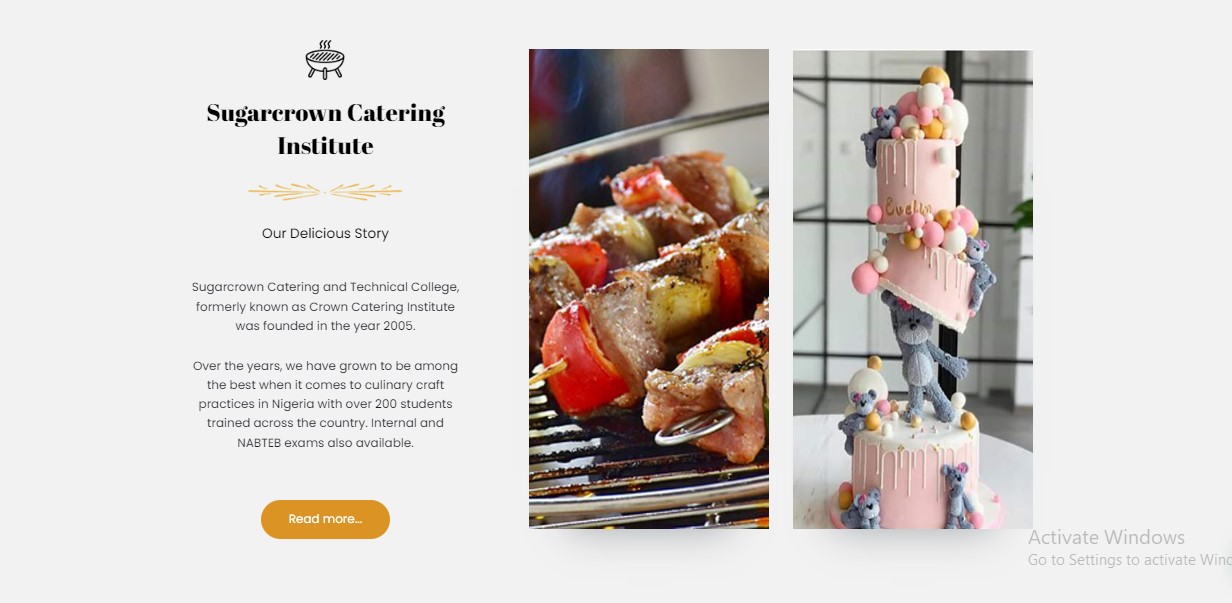 Sugarcrown Catering
Institute
Our Delicious Story
Sugarcrown Catering and Technical College,
formerly known as Crown Catering Institute
was founded in the year 2005.
Over the years, we have grown to be among
the best when it comes to culinary craft
practices in Nigeria with over 200 students
trained across the country. Internal and
NABTEB exams also available.
Read more...
Evelyn
Activate Windows
Go to Settings to activate Wind